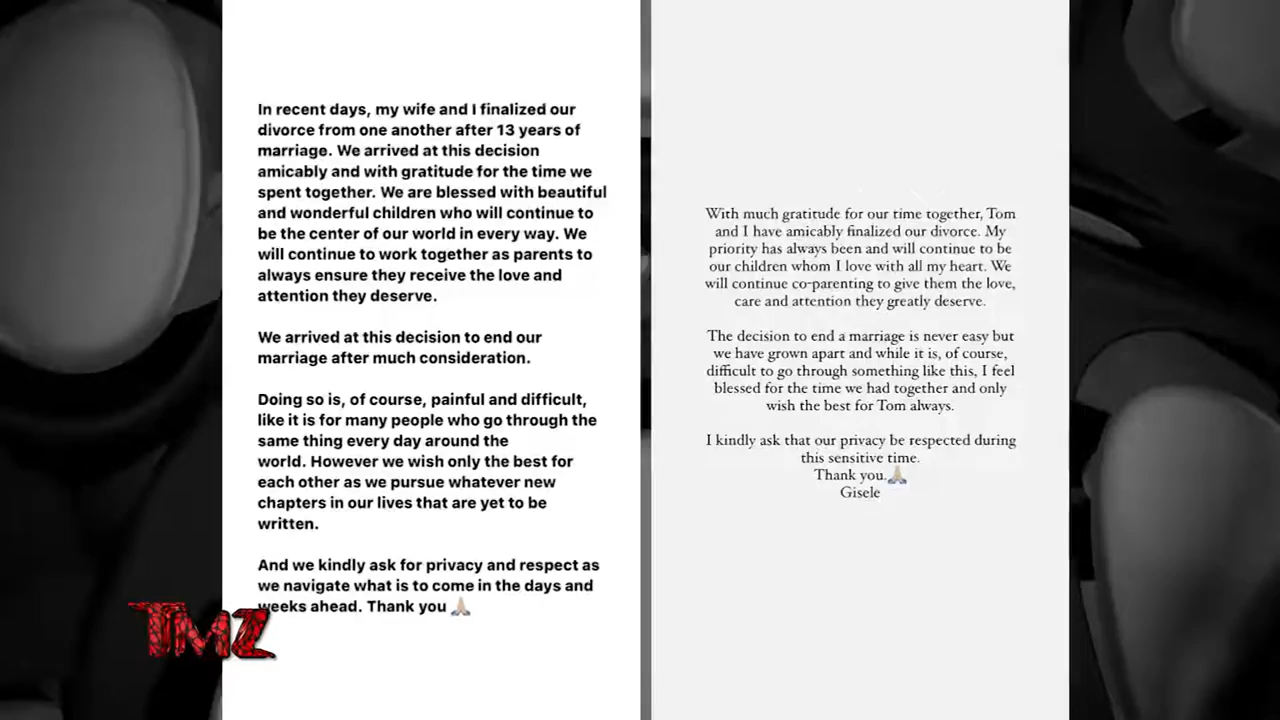 In recent days, my wife and I finalized our
divorce from one another after 13 years of
marriage. We arrived at this decision
amicably and with gratitude for the time we
spent together. We are blessed with beautiful
and wonderful children who will continue to
be the center of our world in every way. We
will continue to work together as parents to
always ensure they receive the love and
attention they deserve.
We arrived at this decision to end our
marriage after much consideration.
Doing so is, of course, painful and difficult,
like it is for many people who go through the
same thing every day around the
world. However we wish only the best for
each other as we pursue whatever new
chapters in our lives that are yet to be
written.
And we kindly ask for privacy and respect as
we navigate what is to come in the days and
weeks ahead. Thank you 🙏🏼
With much gratitude for our time together, Tom
and I have amicably finalized our divorce. My
priority has always been and will continue to be
our children whom I love with all my heart. We
will continue co-parenting to give them the love,
care and attention they greatly deserve.
The decision to end a marriage is never easy but
we have grown apart and while it is, of course,
difficult to go through something like this, I feel
blessed for the time we had together and only
wish the best for Tom always.
I kindly ask that our privacy be respected during
this sensitive time.
Thank you.🙏🏼
Gisele
TMZ